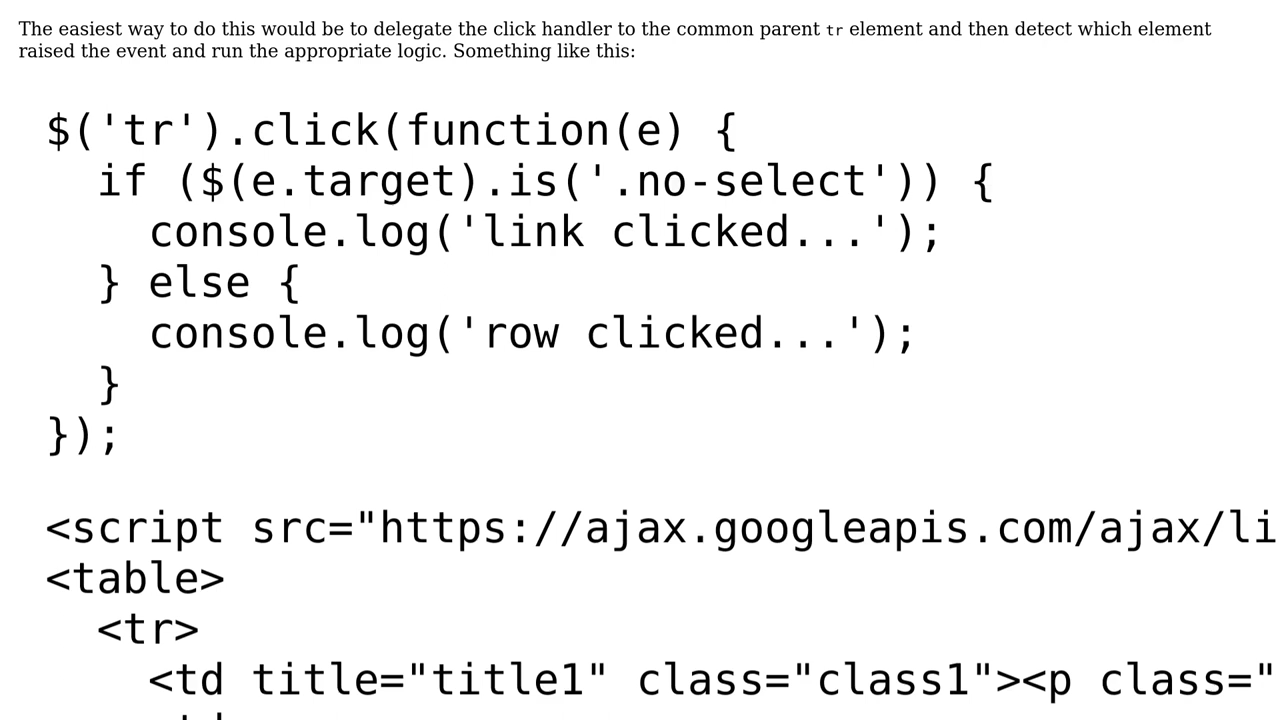 The easiest way to do this would be to delegate the click handler to the common parent tr element and then detect which element
raised the event and run the appropriate logic. Something like this:
$('tr').click(function(e) {
  if ($(e.target).is('.no-select')) {
    console.log('link clicked...');
  } else {
    console.log('row clicked...');
  }
});
<script src="https://ajax.googleapis.com/ajax/li
<table>
  <tr>
    <td title="title1" class="class1"><p class="